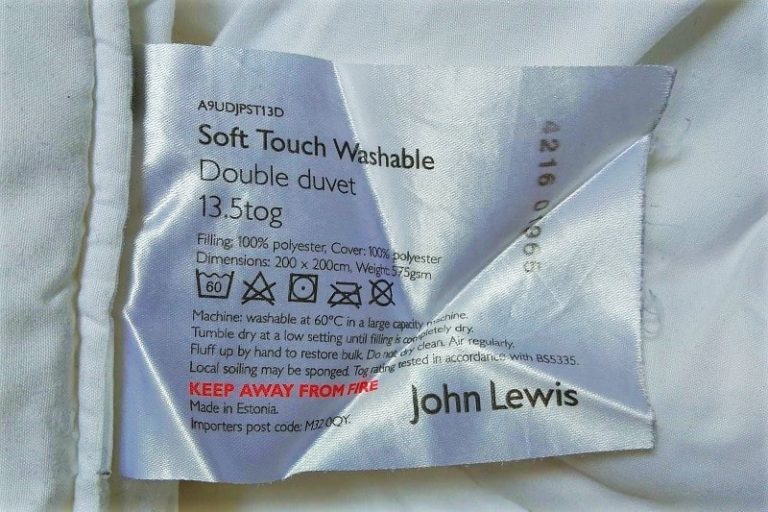 A9UDJPST13D
Soft Touch Washable
Double duvet
13.5tog
Filling: 100% polyester, Cover: 100% polyester
Dimensions: 200 x 200cm, Weight: 575gsm
60
Machine: washable at 60°C in a large capacity machine.
Tumble dry at a low setting until filling is completely dry.
Fluff up by hand to restore bulk. Do not dry clean. Air regularly.
Local soiling may be sponged. Tog rating tested in accordance with BS5335.
KEEP AWAY FROM FIRE
Made in Estonia.
Importers post code: M32 0QY.
John Lewis
4216